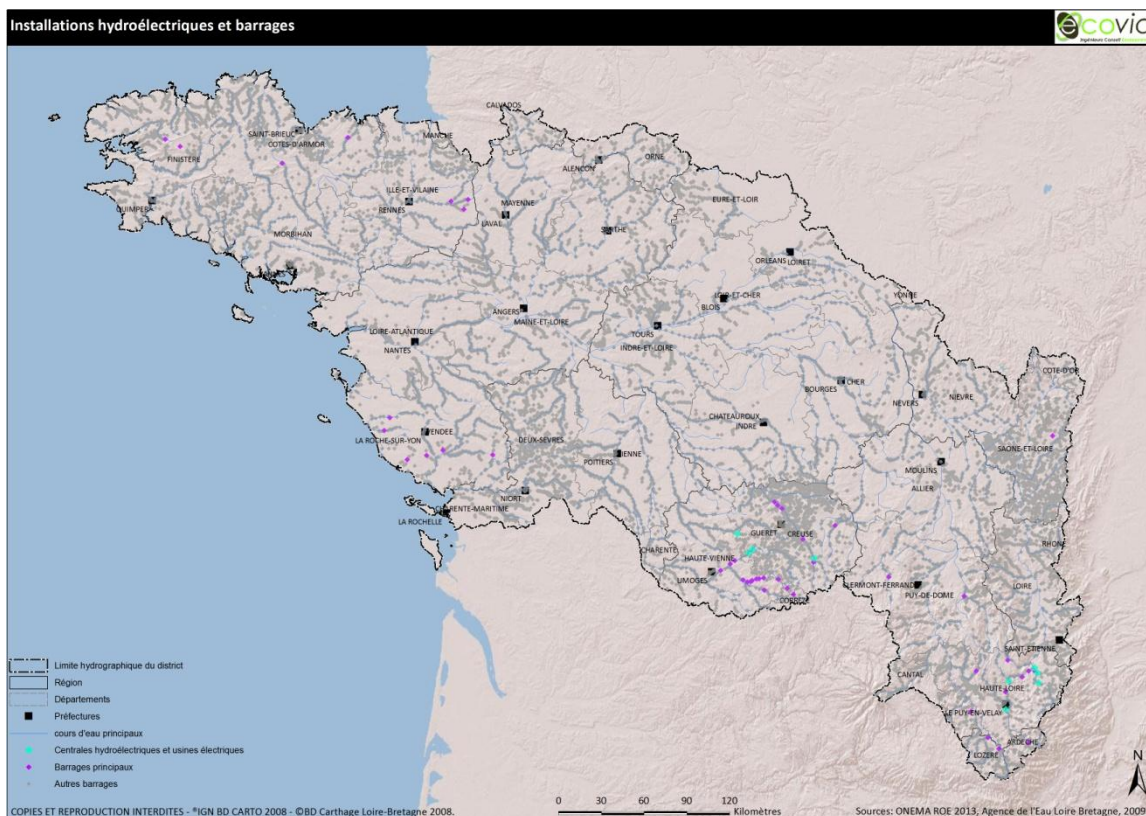 Installations hydroélectriques et barrages
écovia
Ingénieurs Conseil
CALVADOS
MANCHE
SAINT-BRIEUC
COTES-D'ARMOR
FINISTERE
ALENCON
ORNE
ILLE-ET-VILAINE
EURE-ET-LOIR
MAYENNE
QUIMPER
RENNES
LAVAL
SARTHE
MORBIHAN
ORLEANS
LOIRET
YONNE
LOIR-ET-CHER
BLOIS
ANGERS
MAINE-ET-LOIRE
LOIRE-ATLANTIQUE
TOURS
NANTES
INDRE-ET-LOIRE
COTE-D'OR
BOURGES
CHER
NEVERS
NIEVRE
CHATEAUROUX
INDRE
VENDEE
LA ROCHE-SUR-YON
DEUX-SEVRES
SAONE-ET-LOIRE
POITIERS
VIENNE
MOULINS
ALLIER
NIORT
CHARENTE-MARITIME
LA ROCHELLE
GUERET
CREUSE
RHONE
CHARENTE
HAUTE-VIENNE
LIMOGES
CLERMONT-FERRAND
LOIRE
PUY-DE-DOME
CORREZE
SAINT-ETIENNE
CANTAL
HAUTE-LOIRE
LE PUY-EN-VELAY
ARDECHE
LOZERE
Limite hydrographique du district
Région
Départements
Préfectures
cours d'eau principaux
Centrales hydroélectriques et usines électriques
Barrages principaux
Autres barrages
N
0 30 60 90 120
Kilomètres
COPIES ET REPRODUCTION INTERDITES - ®IGN BD CARTO 2008 - ©BD Carthage Loire-Bretagne 2008.
Sources: ONEMA ROE 2013, Agence de l'Eau Loire Bretagne, 2009